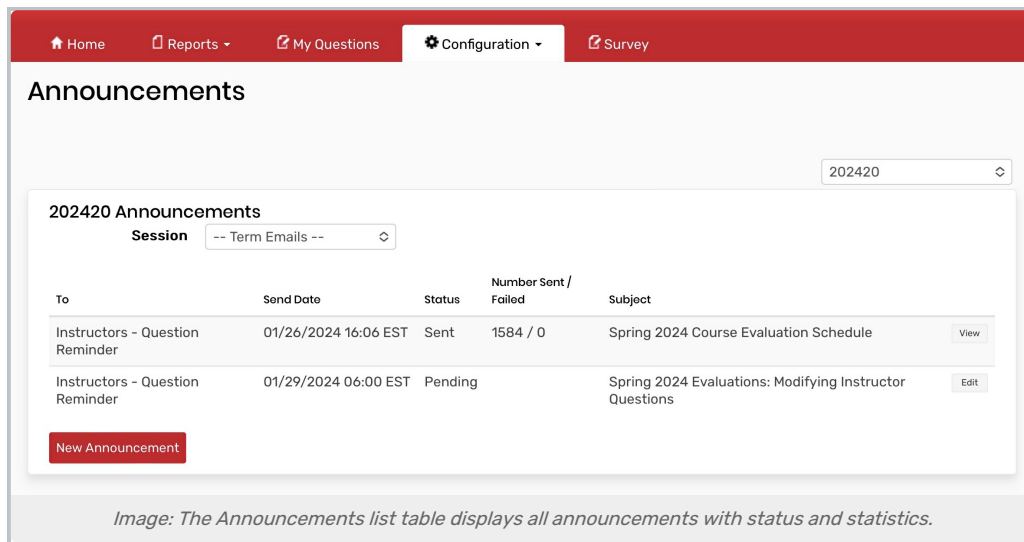 Home Reports My Questions Configuration Survey
Announcements
202420
202420 Announcements
Session -- Term Emails --
To Send Date Status Number Sent / Failed Subject
Instructors - Question Reminder 01/26/2024 16:06 EST Sent 1584 / 0 Spring 2024 Course Evaluation Schedule View
Instructors - Question Reminder 01/29/2024 06:00 EST Pending Spring 2024 Evaluations: Modifying Instructor Questions Edit
New Announcement
Image: The Announcements list table displays all announcements with status and statistics.